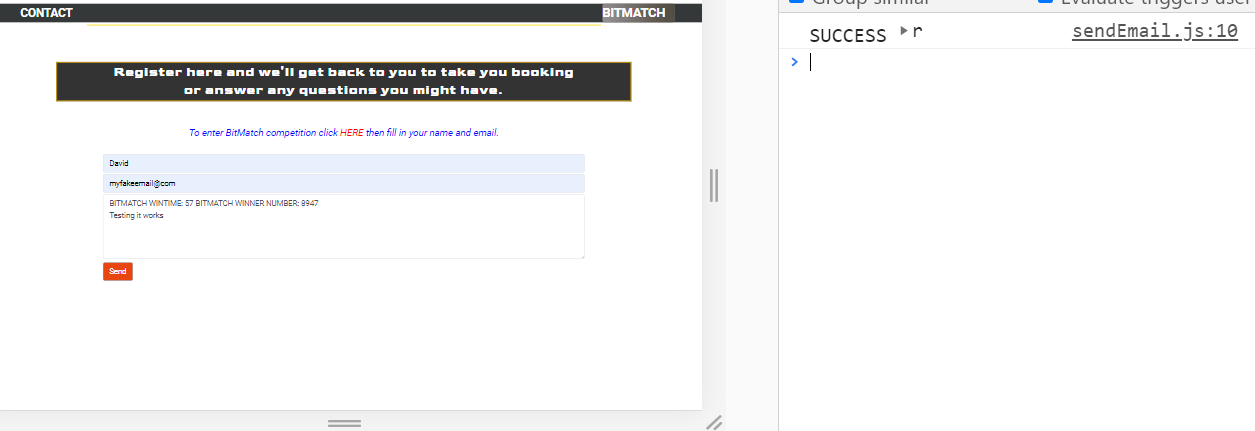 CONTACT
BITMATCH
Register here and we'll get back to you to take you booking
or answer any questions you might have.
To enter BitMatch competition click HERE then fill in your name and email.
David
myfakeemail@com
BITMATCH WINTIME: 57 BITMATCH WINNER NUMBER: 8947
Testing it works
Send
Group similar
Evaluate triggers user
SUCCESS r
sendEmail.js:10